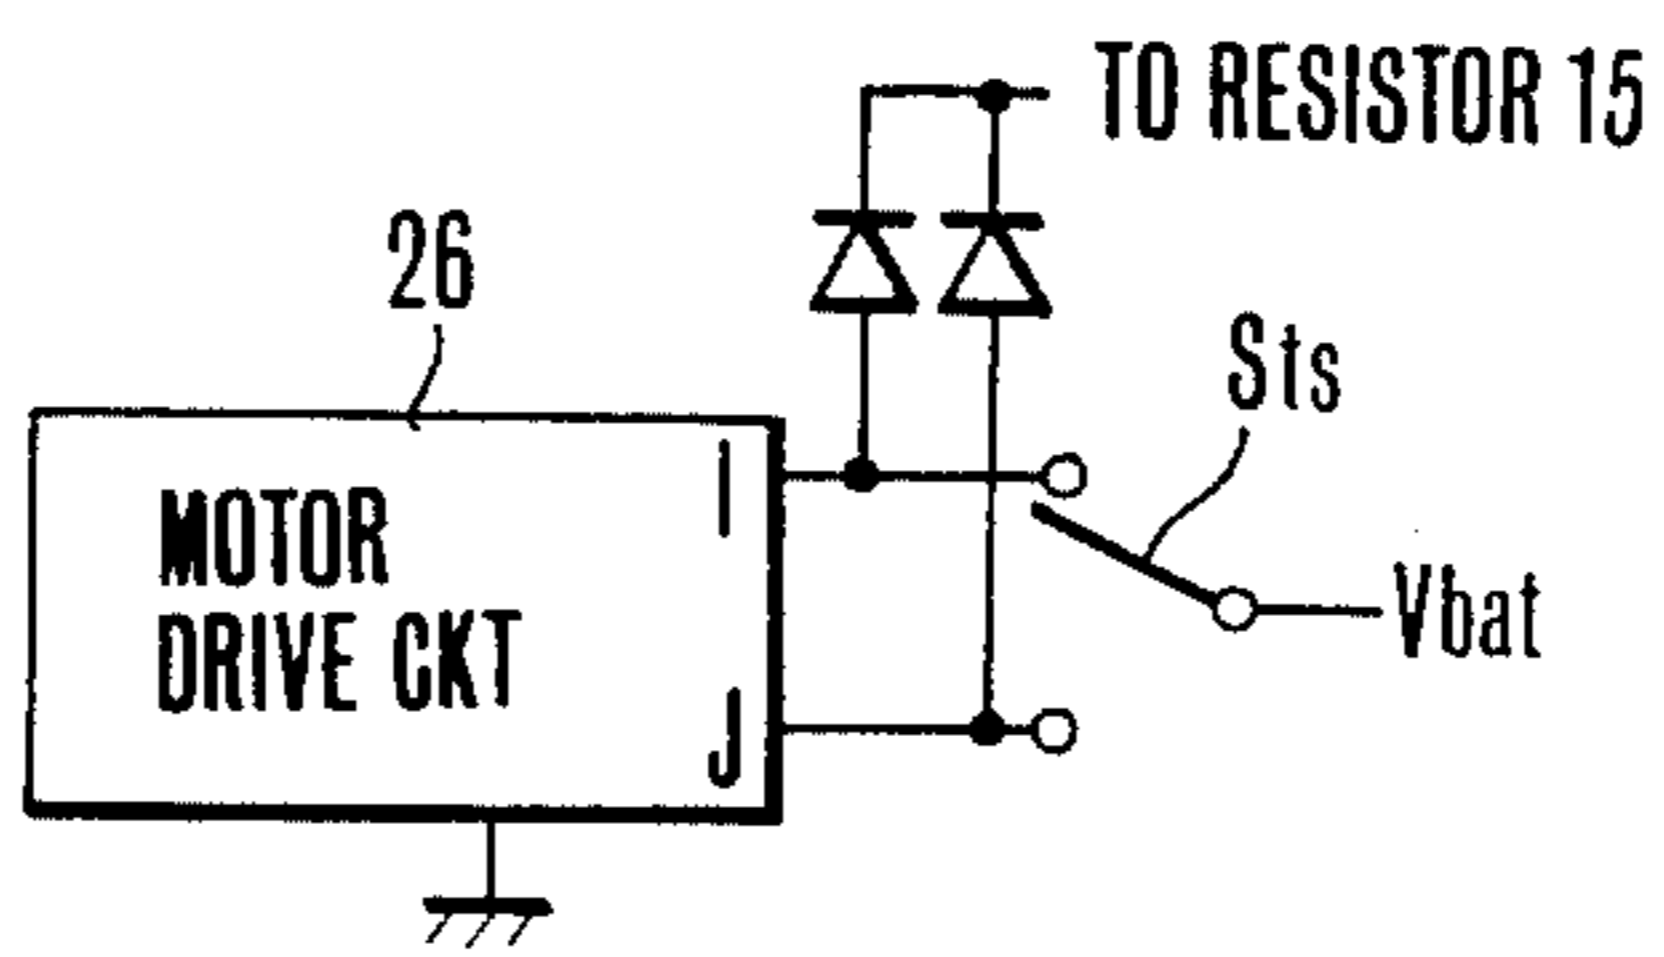 TO RESISTOR 15
26
Sts
I
MOTOR
DRIVE CKT
Vbat
J